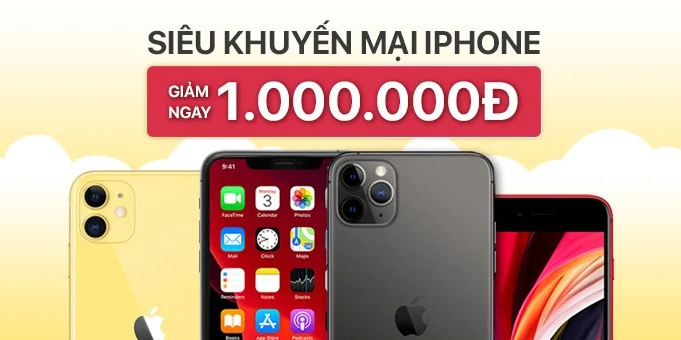 SIÊU KHUYẾN MẠI IPHONE
GIẢM
NGAY
1.000.000Đ
9:41
Monday
3
FaceTime
Calendar
Photos
Mail
Clock
Maps
Reminders
Notes
Stocks
Books
App Store
Podcasts